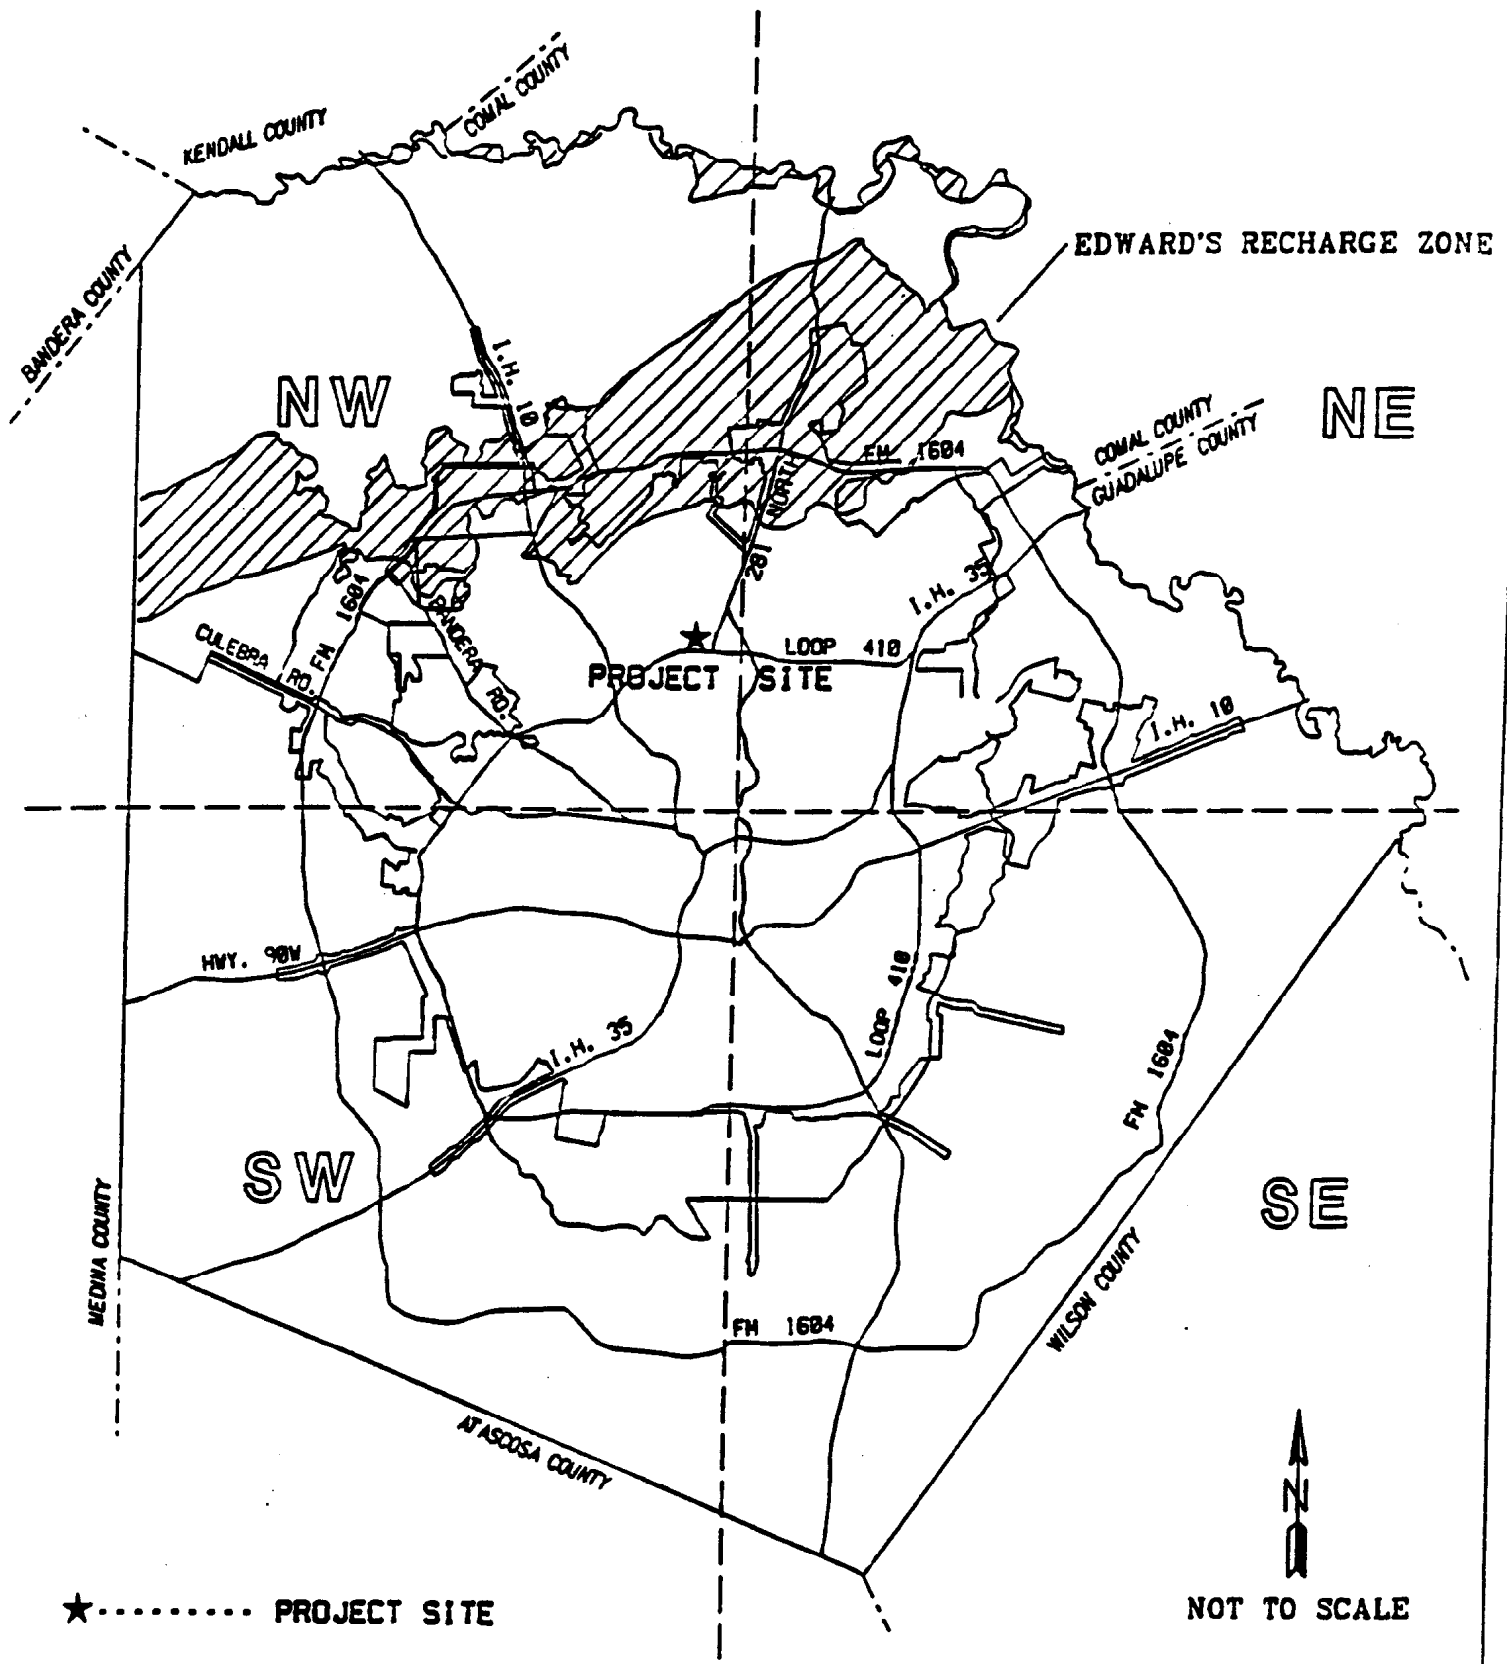 COMAL COUNTY
KENDALL COUNTY
EDWARD'S RECHARGE ZONE
BANDERA COUNTY
I.H. 10
NW
NE
COMAL COUNTY
GUADALUPE COUNTY
FM 1604
NORTH
281
I.H. 35
FM 1604
BANDERA RD.
CULEBRA RD.
LOOP 410
PROJECT SITE
I.H. 10
HWY. 90W
LOOP 410
I.H. 35
FM 1604
SW
SE
MEDINA COUNTY
WILSON COUNTY
FM 1604
ATASCOSA COUNTY
N
PROJECT SITE
NOT TO SCALE